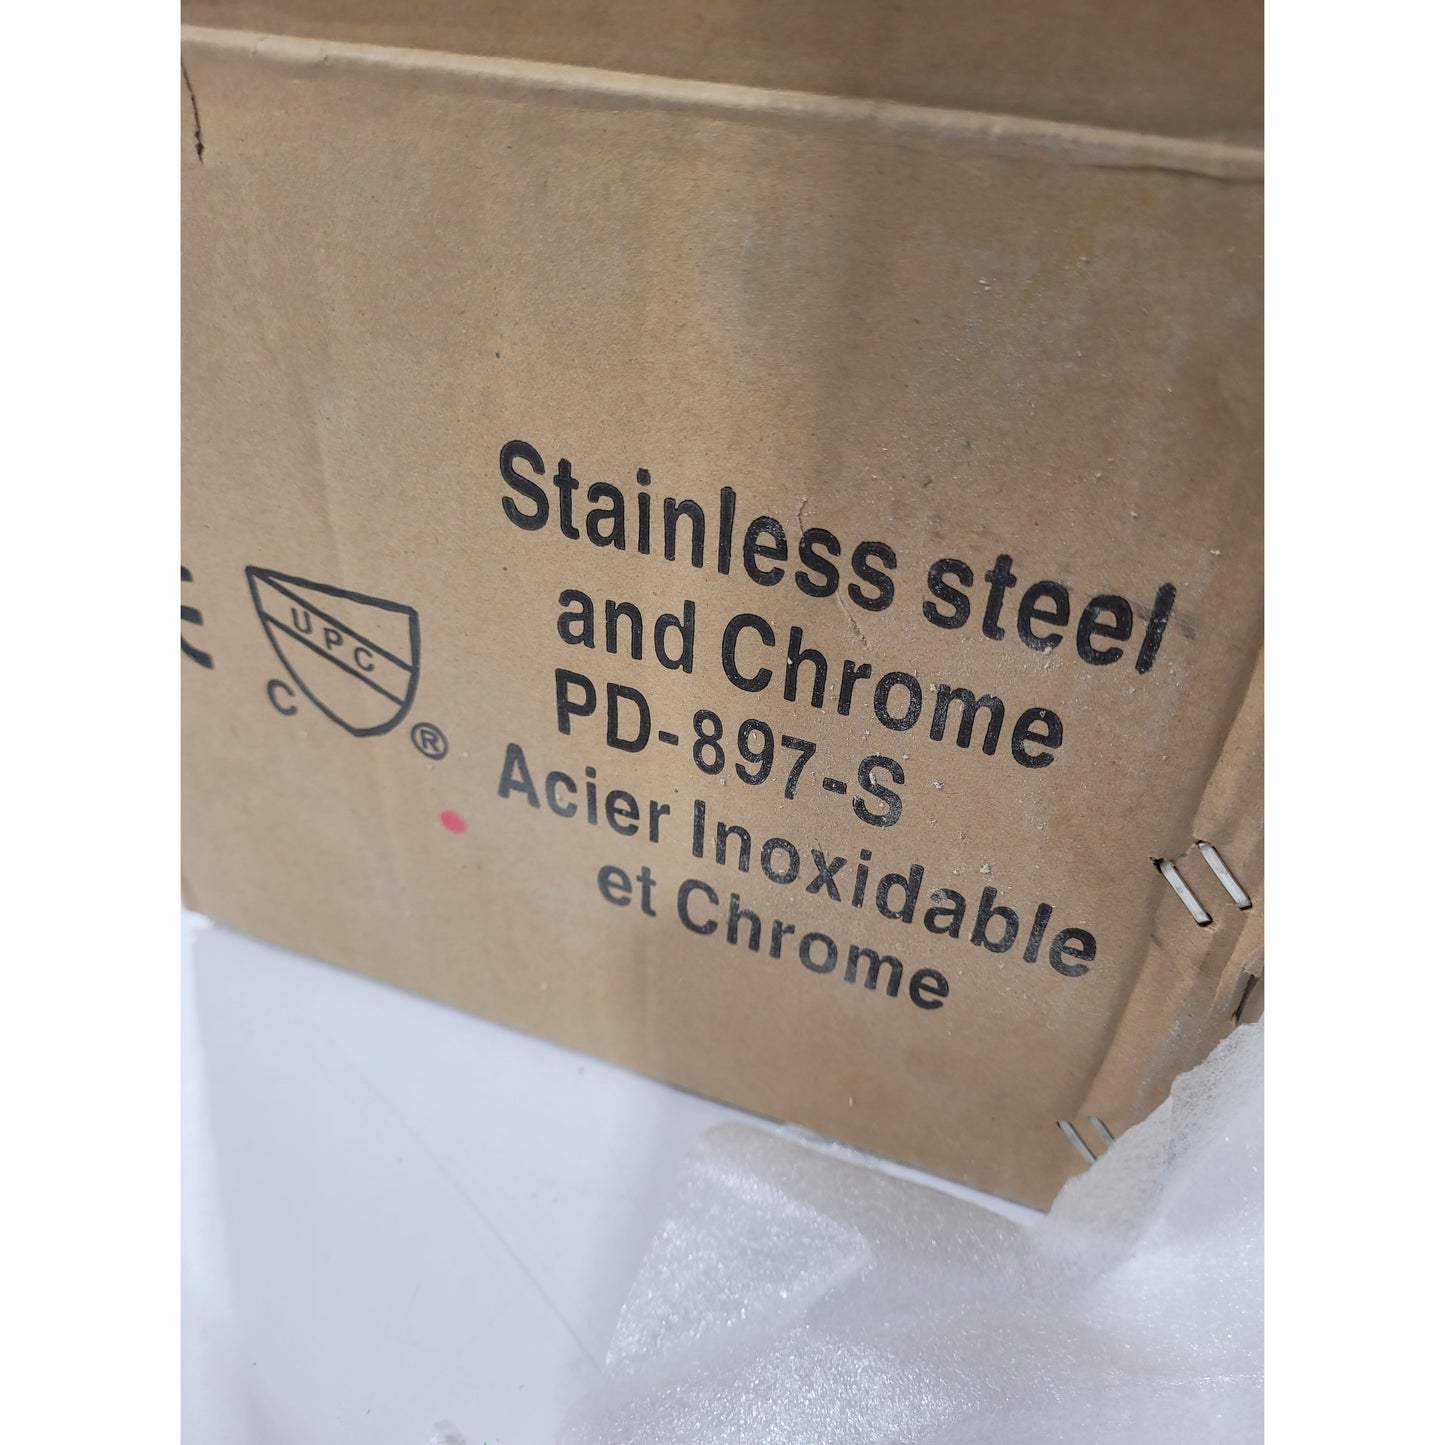 Stainless steel
and Chrome
PD-897-S
Acier Inoxidable
et Chrome
UPC
C
®